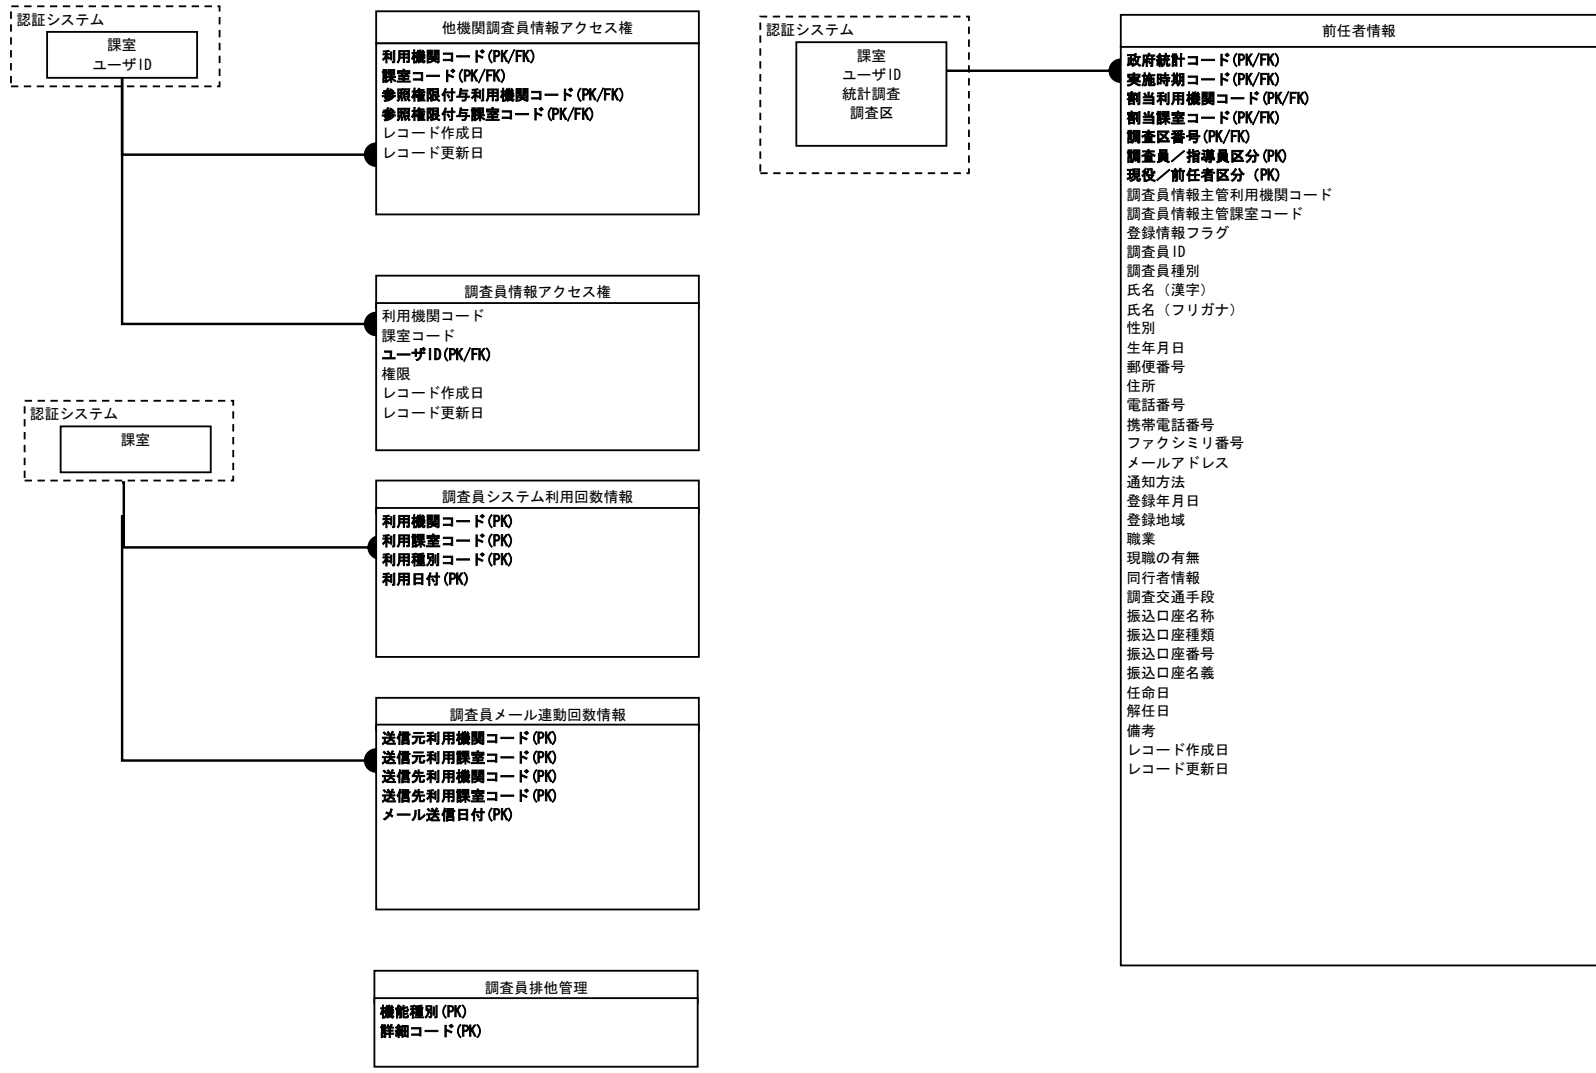 認証システム
課室
ユーザID
他機関調査員情報アクセス権
利用機関コード(PK/FK)
課室コード(PK/FK)
参照権限付与利用機関コード(PK/FK)
参照権限付与課室コード(PK/FK)
レコード作成日
レコード更新日
調査員情報アクセス権
利用機関コード
課室コード
ユーザID(PK/FK)
権限
レコード作成日
レコード更新日
認証システム
課室
調査員システム利用回数情報
利用機関コード(PK)
利用課室コード(PK)
利用種別コード(PK)
利用日付(PK)
調査員メール連動回数情報
送信元利用機関コード(PK)
送信元利用課室コード(PK)
送信先利用機関コード(PK)
送信先利用課室コード(PK)
メール送信日付(PK)
調査員排他管理
機能種別(PK)
詳細コード(PK)
認証システム
課室
ユーザID
統計調査
調査区
前任者情報
政府統計コード(PK/FK)
実施時期コード(PK/FK)
割当利用機関コード(PK/FK)
割当課室コード(PK/FK)
調査区番号(PK/FK)
調査員／指導員区分(PK)
現役／前任者区分 (PK)
調査員情報主管利用機関コード
調査員情報主管課室コード
登録情報フラグ
調査員ID
調査員種別
氏名（漢字）
氏名（フリガナ）
性別
生年月日
郵便番号
住所
電話番号
携帯電話番号
ファクシミリ番号
メールアドレス
通知方法
登録年月日
登録地域
職業
現職の有無
同行者情報
調査交通手段
振込口座名称
振込口座種類
振込口座番号
振込口座名義
任命日
解任日
備考
レコード作成日
レコード更新日